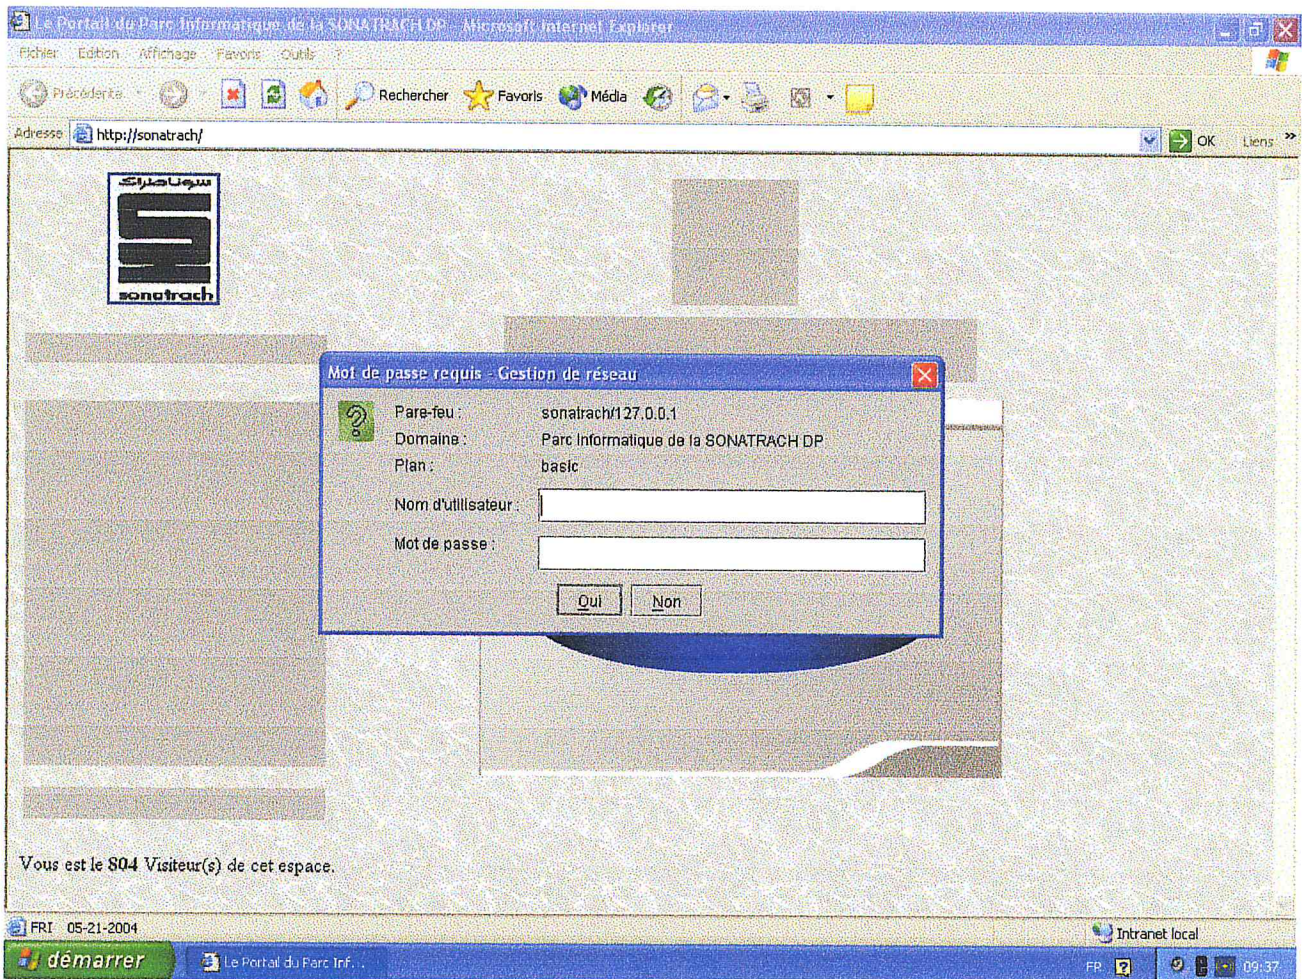 Le Portail du Parc Informatique de la SONATRACH DP - Microsoft Internet Explorer
Fichier Edition Affichage Favoris Outils ?
Précédente Rechercher Favoris Média
Adresse http://sonatrach/ OK Liens »
سوناطراك
sonatrach
Mot de passe requis - Gestion de réseau
Pare-feu : sonatrach/127.0.0.1
Domaine : Parc Informatique de la SONATRACH DP
Plan : basic
Nom d'utilisateur :
Mot de passe :
Oui Non
Vous est le 804 Visiteur(s) de cet espace.
FRI 05-21-2004 Intranet local
démarrer Le Portail du Parc Inf... FR 09:37